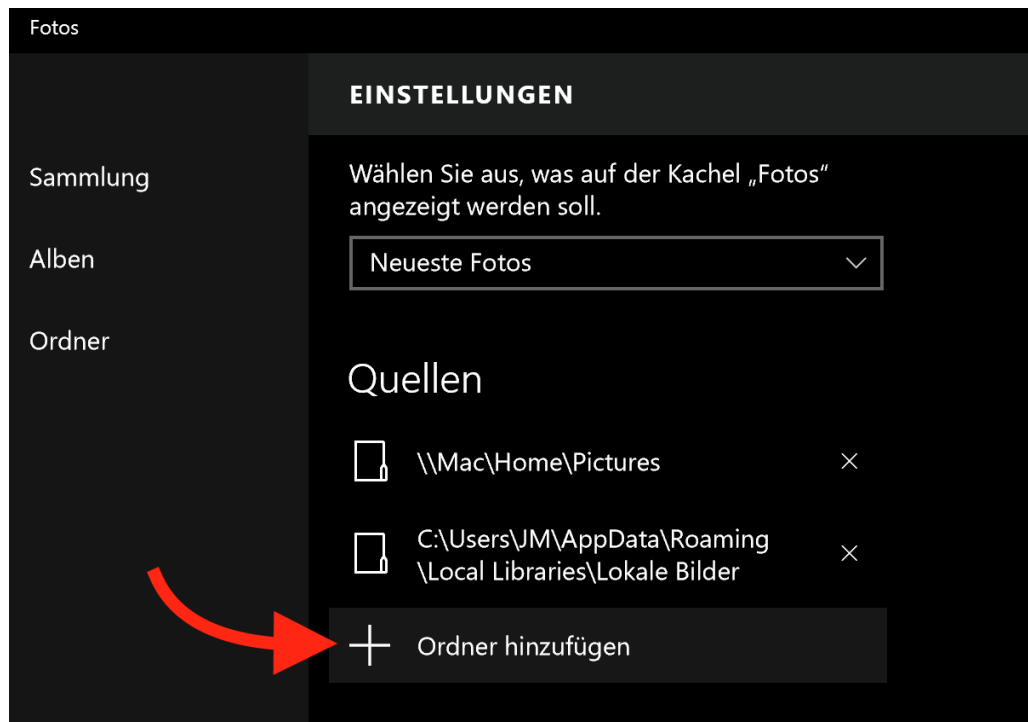 Fotos
EINSTELLUNGEN
Sammlung
Alben
Ordner
Wählen Sie aus, was auf der Kachel „Fotos“
angezeigt werden soll.
Neueste Fotos
Quellen
\\Mac\Home\Pictures
C:\Users\JM\AppData\Roaming
\Local Libraries\Lokale Bilder
Ordner hinzufügen